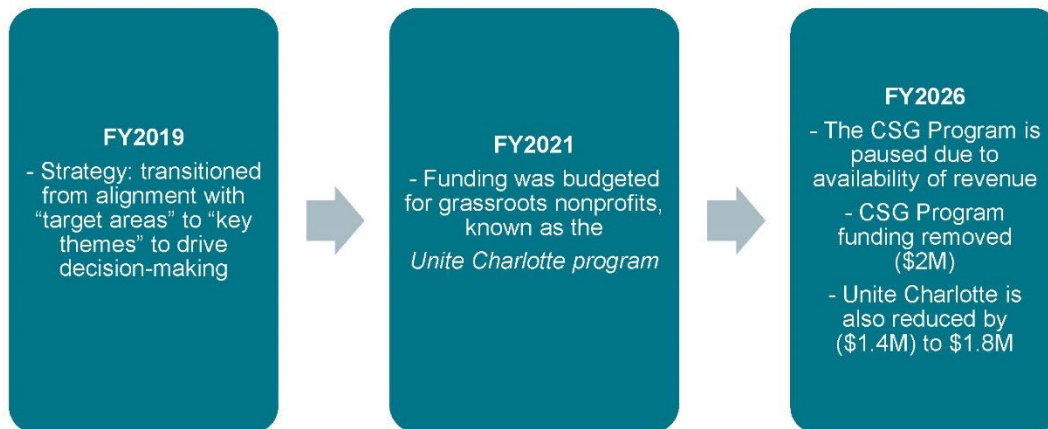 FY2019
- Strategy: transitioned
from alignment with
“target areas” to “key
themes” to drive
decision-making
FY2021
- Funding was budgeted
for grassroots nonprofits,
known as the
Unite Charlotte program
FY2026
- The CSG Program is
paused due to
availability of revenue
- CSG Program
funding removed
($2M)
- Unite Charlotte is
also reduced by
($1.4M) to $1.8M